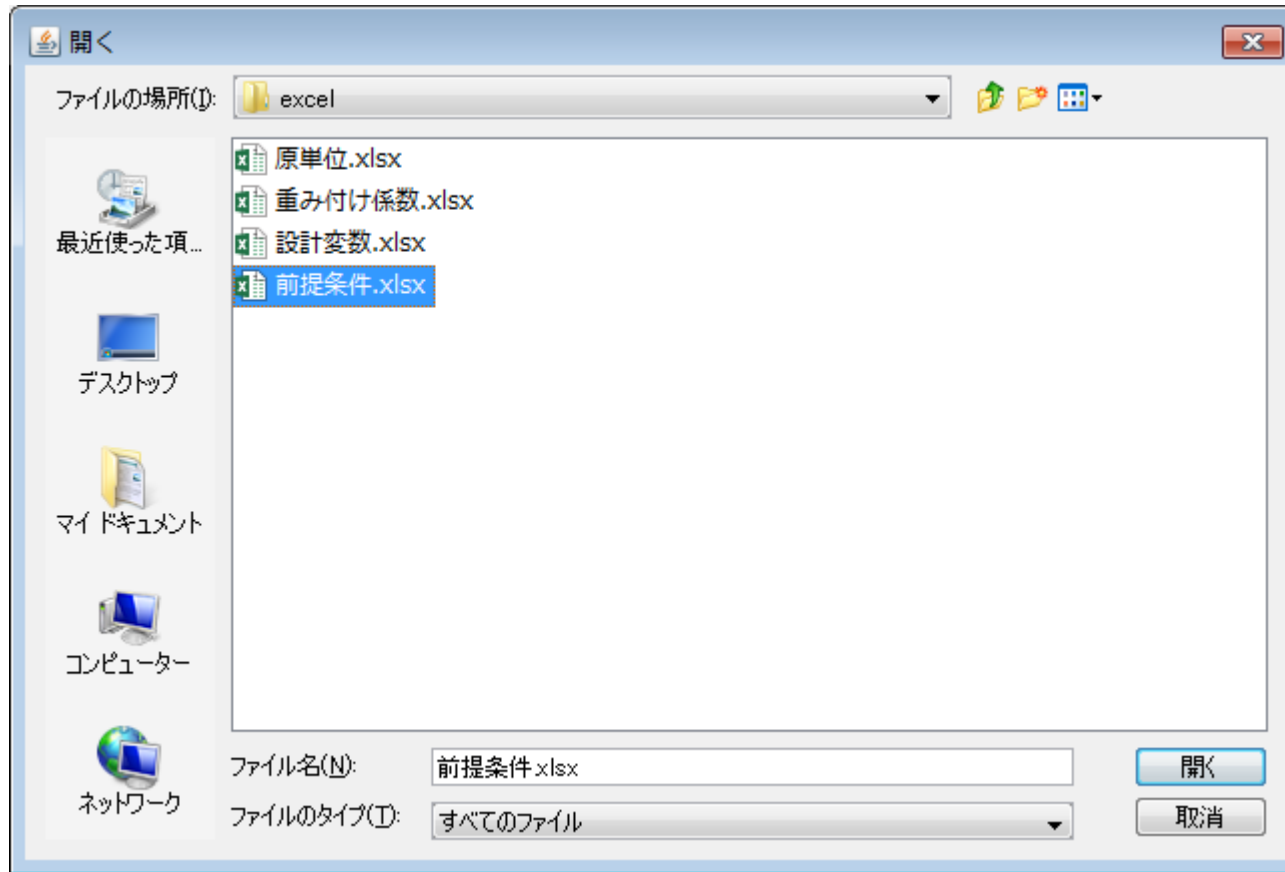 開く
ファイルの場所(I):
excel
原単位.xlsx
重み付け係数.xlsx
設計変数.xlsx
前提条件.xlsx
最近使った項...
デスクトップ
マイ ドキュメント
コンピューター
ネットワーク
ファイル名(N):
前提条件.xlsx
開く
ファイルのタイプ(T):
すべてのファイル
取消